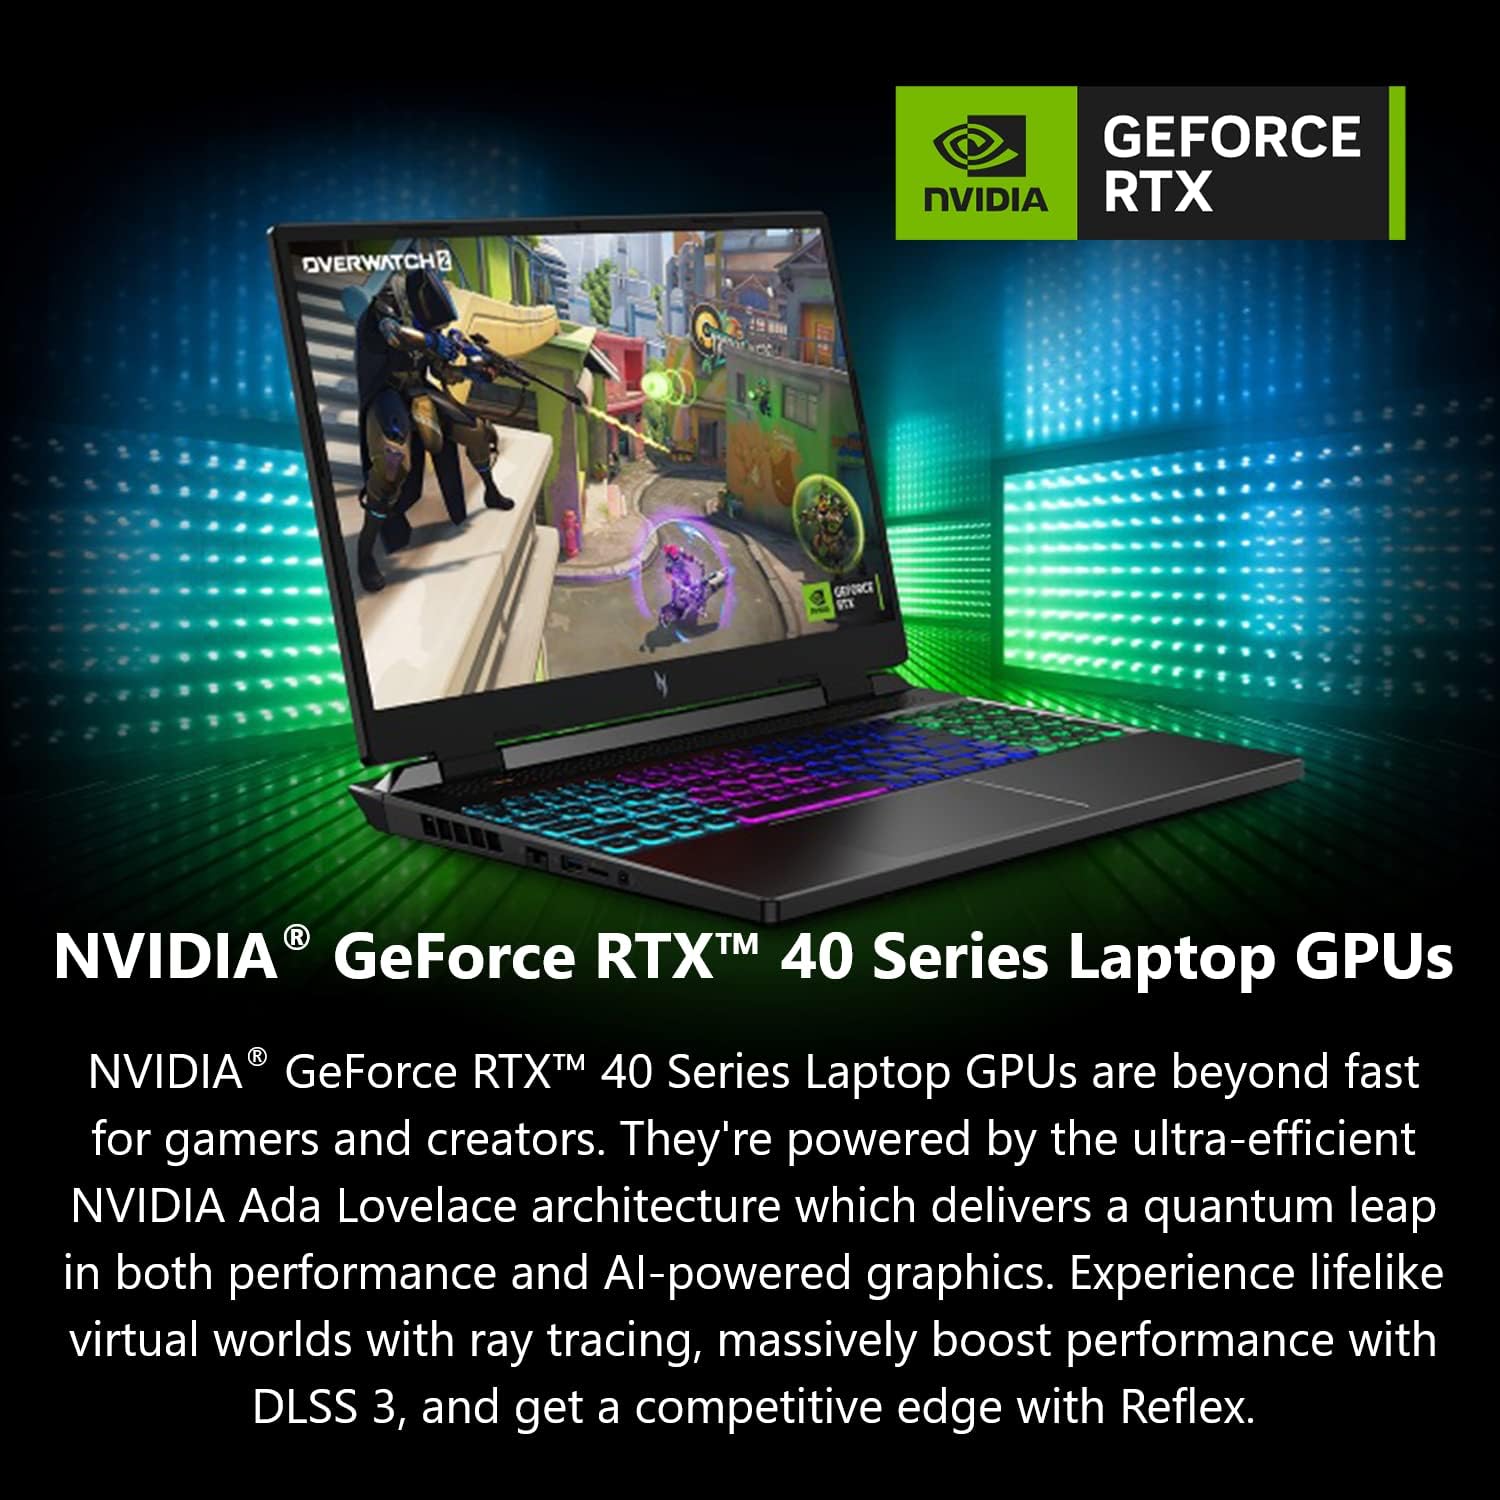 NVIDIA
GEFORCE
RTX
OVERWATCH 2
GEFORCE
RTX
NVIDIA® GeForce RTX™ 40 Series Laptop GPUs
NVIDIA® GeForce RTX™ 40 Series Laptop GPUs are beyond fast
for gamers and creators. They're powered by the ultra-efficient
NVIDIA Ada Lovelace architecture which delivers a quantum leap
in both performance and AI-powered graphics. Experience lifelike
virtual worlds with ray tracing, massively boost performance with
DLSS 3, and get a competitive edge with Reflex.